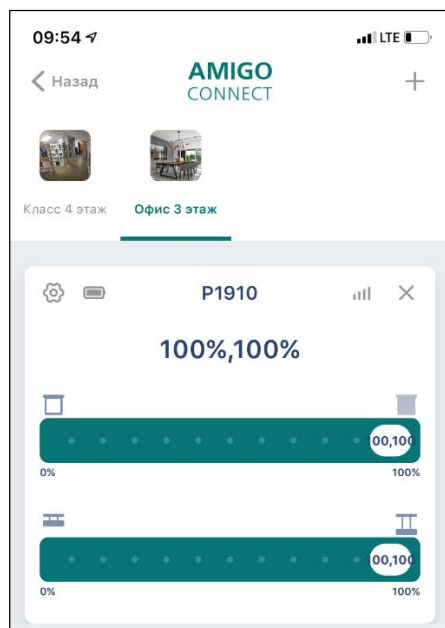 09:54
LTE
Назад
AMIGO
CONNECT
Класс 4 этаж
Офис 3 этаж
P1910
100%,100%
00,100
0%
100%
00,100
0%
100%